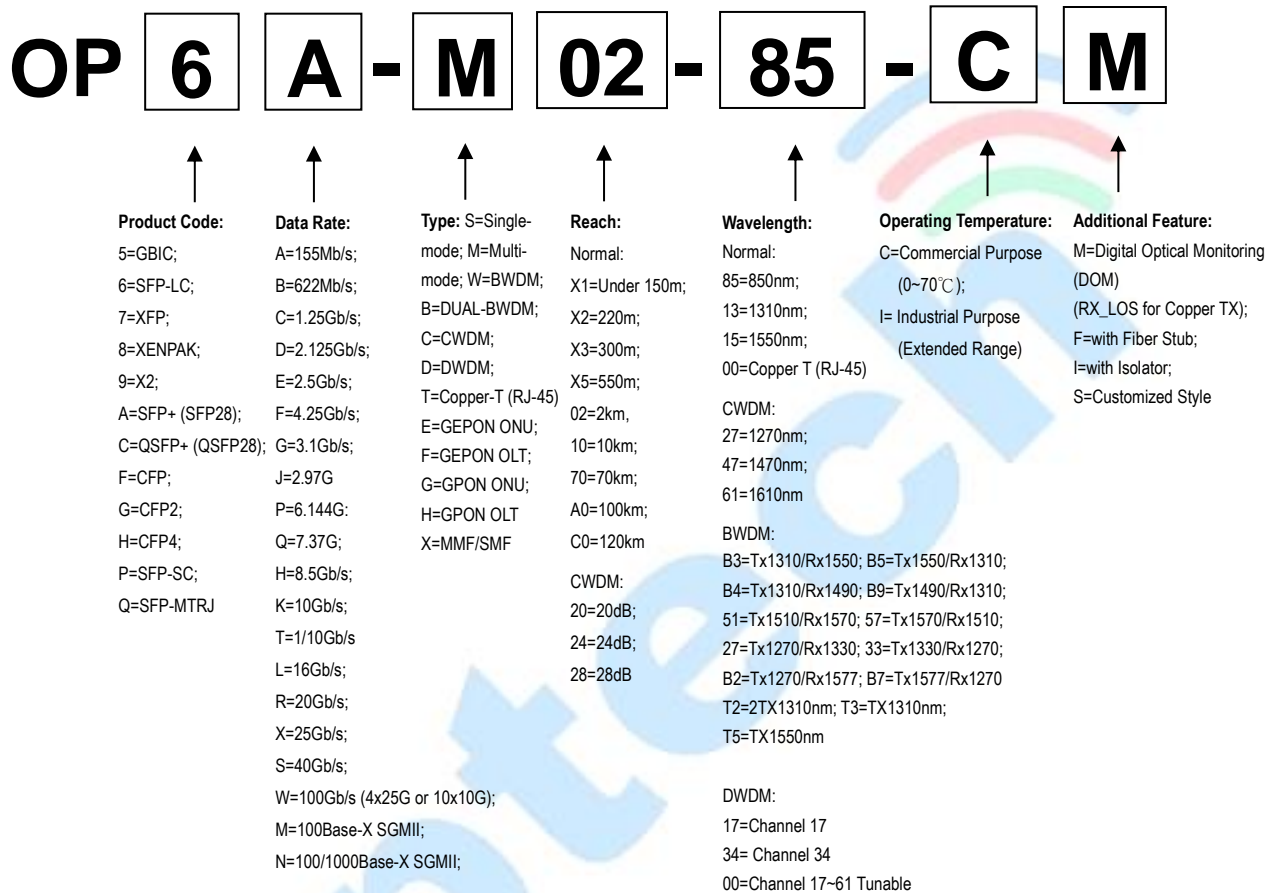 OP 6 A - M 02 - 85 - C M
Product Code:
5=GBIC;
6=SFP-LC;
7=XFP;
8=XENPAK;
9=X2;
A=SFP+ (SFP28);
C=QSFP+ (QSFP28);
F=CFP;
G=CFP2;
H=CFP4;
P=SFP-SC;
Q=SFP-MTRJ
Data Rate:
A=155Mb/s;
B=622Mb/s;
C=1.25Gb/s;
D=2.125Gb/s;
E=2.5Gb/s;
F=4.25Gb/s;
G=3.1Gb/s;
J=2.97G
P=6.144G:
Q=7.37G;
H=8.5Gb/s;
K=10Gb/s;
T=1/10Gb/s
L=16Gb/s;
R=20Gb/s;
X=25Gb/s;
S=40Gb/s;
W=100Gb/s (4x25G or 10x10G);
M=100Base-X SGMII;
N=100/1000Base-X SGMII;
Type: S=Single-
mode; M=Multi-
mode; W=BWDM;
B=DUAL-BWDM;
C=CWDM;
D=DWDM;
T=Copper-T (RJ-45)
E=GEPON ONU;
F=GEPON OLT;
G=GPON ONU;
H=GPON OLT
X=MMF/SMF
Reach:
Normal:
X1=Under 150m;
X2=220m;
X3=300m;
X5=550m;
02=2km,
10=10km;
70=70km;
A0=100km;
C0=120km
CWDM:
20=20dB;
24=24dB;
28=28dB
Wavelength:
Normal:
85=850nm;
13=1310nm;
15=1550nm;
00=Copper T (RJ-45)
CWDM:
27=1270nm;
47=1470nm;
61=1610nm
BWDM:
B3=Tx1310/Rx1550; B5=Tx1550/Rx1310;
B4=Tx1310/Rx1490; B9=Tx1490/Rx1310;
51=Tx1510/Rx1570; 57=Tx1570/Rx1510;
27=Tx1270/Rx1330; 33=Tx1330/Rx1270;
B2=Tx1270/Rx1577; B7=Tx1577/Rx1270
T2=2TX1310nm; T3=TX1310nm;
T5=TX1550nm
DWDM:
17=Channel 17
34= Channel 34
00=Channel 17~61 Tunable
Operating Temperature:
C=Commercial Purpose
(0~70℃);
I= Industrial Purpose
(Extended Range)
Additional Feature:
M=Digital Optical Monitoring
(DOM)
(RX_LOS for Copper TX);
F=with Fiber Stub;
I=with Isolator;
S=Customized Style